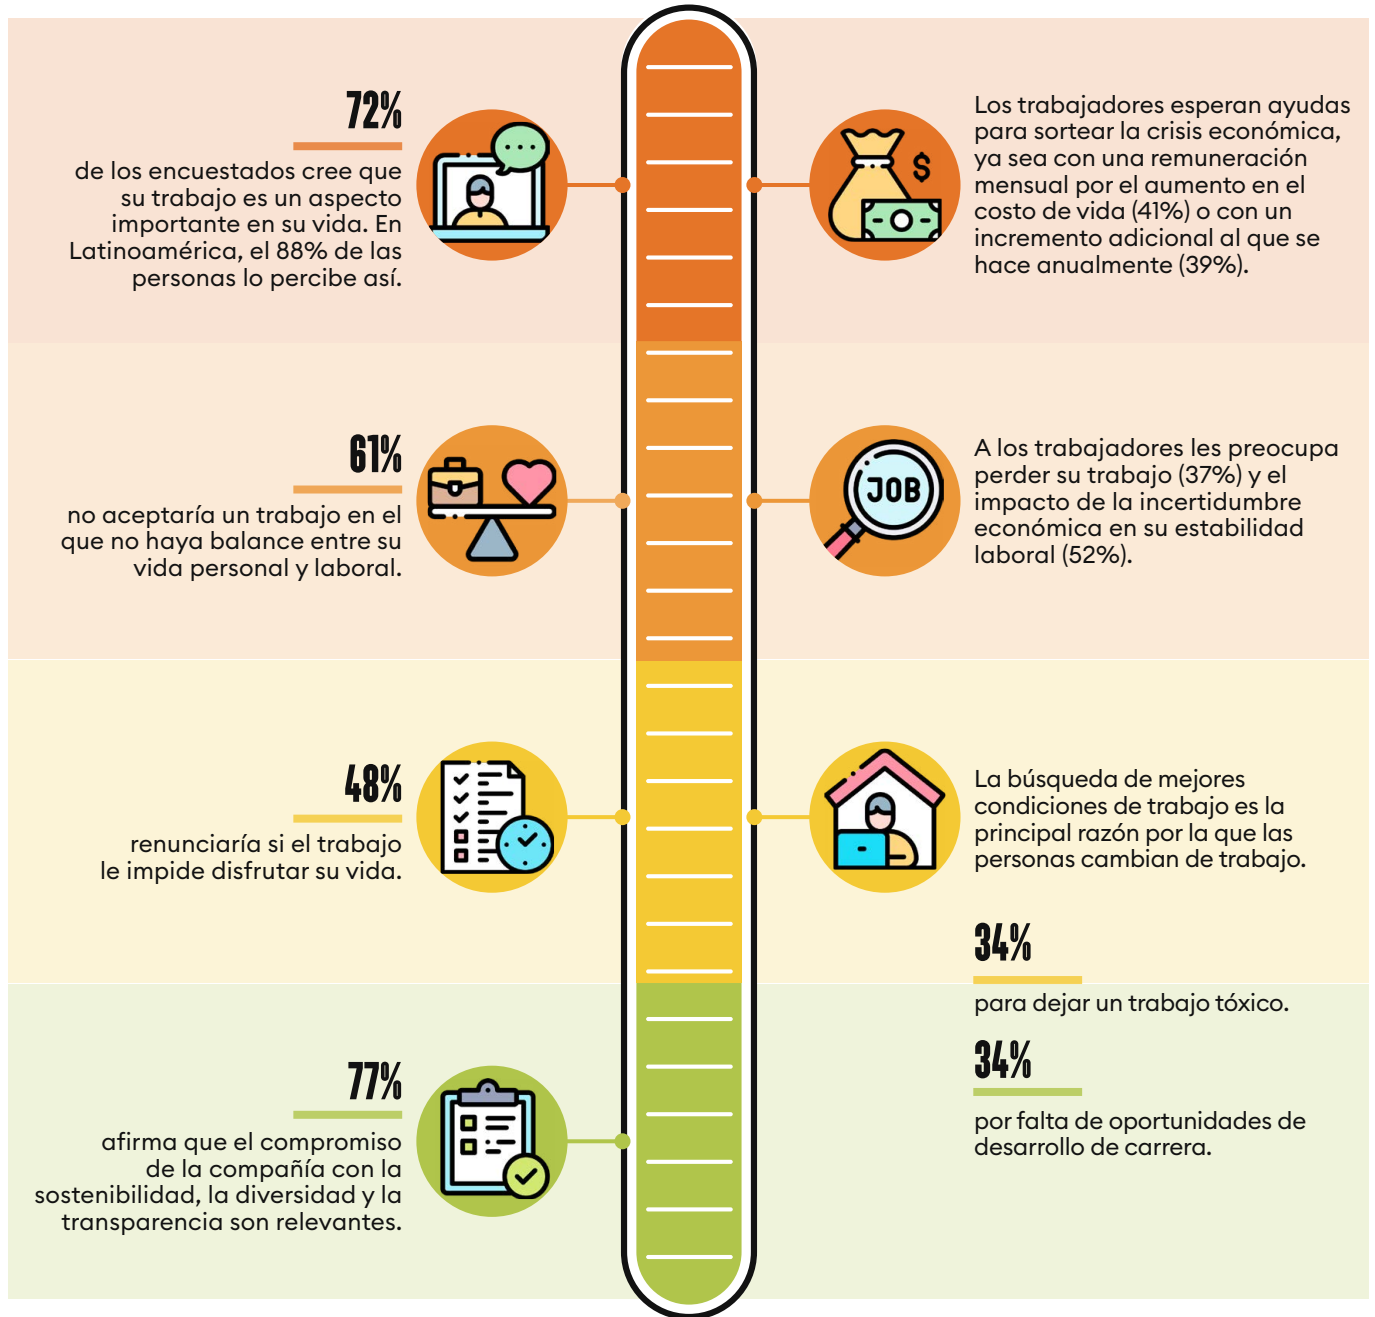 72%
de los encuestados cree que
su trabajo es un aspecto
importante en su vida. En
Latinoamérica, el 88% de las
personas lo percibe así.
$
Los trabajadores esperan ayudas
para sortear la crisis económica,
ya sea con una remuneración
mensual por el aumento en el
costo de vida (41%) o con un
incremento adicional al que se
hace anualmente (39%).
61%
no aceptaría un trabajo en el
que no haya balance entre su
vida personal y laboral.
JOB
A los trabajadores les preocupa
perder su trabajo (37%) y el
impacto de la incertidumbre
económica en su estabilidad
laboral (52%).
48%
renunciaría si el trabajo
le impide disfrutar su vida.
La búsqueda de mejores
condiciones de trabajo es la
principal razón por la que las
personas cambian de trabajo.
34%
para dejar un trabajo tóxico.
34%
por falta de oportunidades de
desarrollo de carrera.
77%
afirma que el compromiso
de la compañía con la
sostenibilidad, la diversidad y la
transparencia son relevantes.